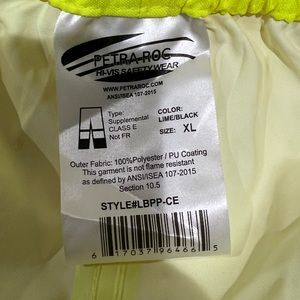 PETRA-ROC
HI-VIS SAFETY WEAR
WWW.PETRAROC.COM
ANSI/ISEA 107-2015
TYPE: COLOR:
Supplemental LIME/BLACK
CLASS E SIZE: XL
Not FR
Outer Fabric: 100%Polyester / PU Coating
This garment is not flame resistant
as defined by ANSI/ISEA 107-2015
Section 10.5
STYLE#LBPP-CE
6 17037 96466 5